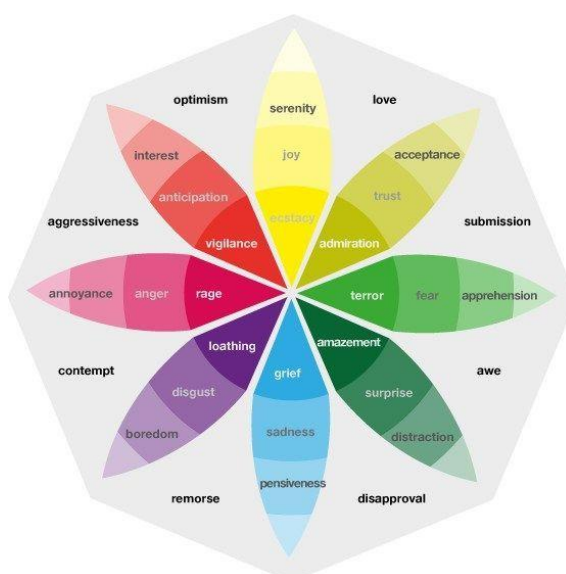 optimism
love
serenity
interest
joy
acceptance
anticipation
trust
ecstacy
aggressiveness
submission
vigilance
admiration
annoyance
anger
rage
terror
fear
apprehension
loathing
amazement
contempt
grief
awe
disgust
surprise
boredom
sadness
distraction
pensiveness
remorse
disapproval